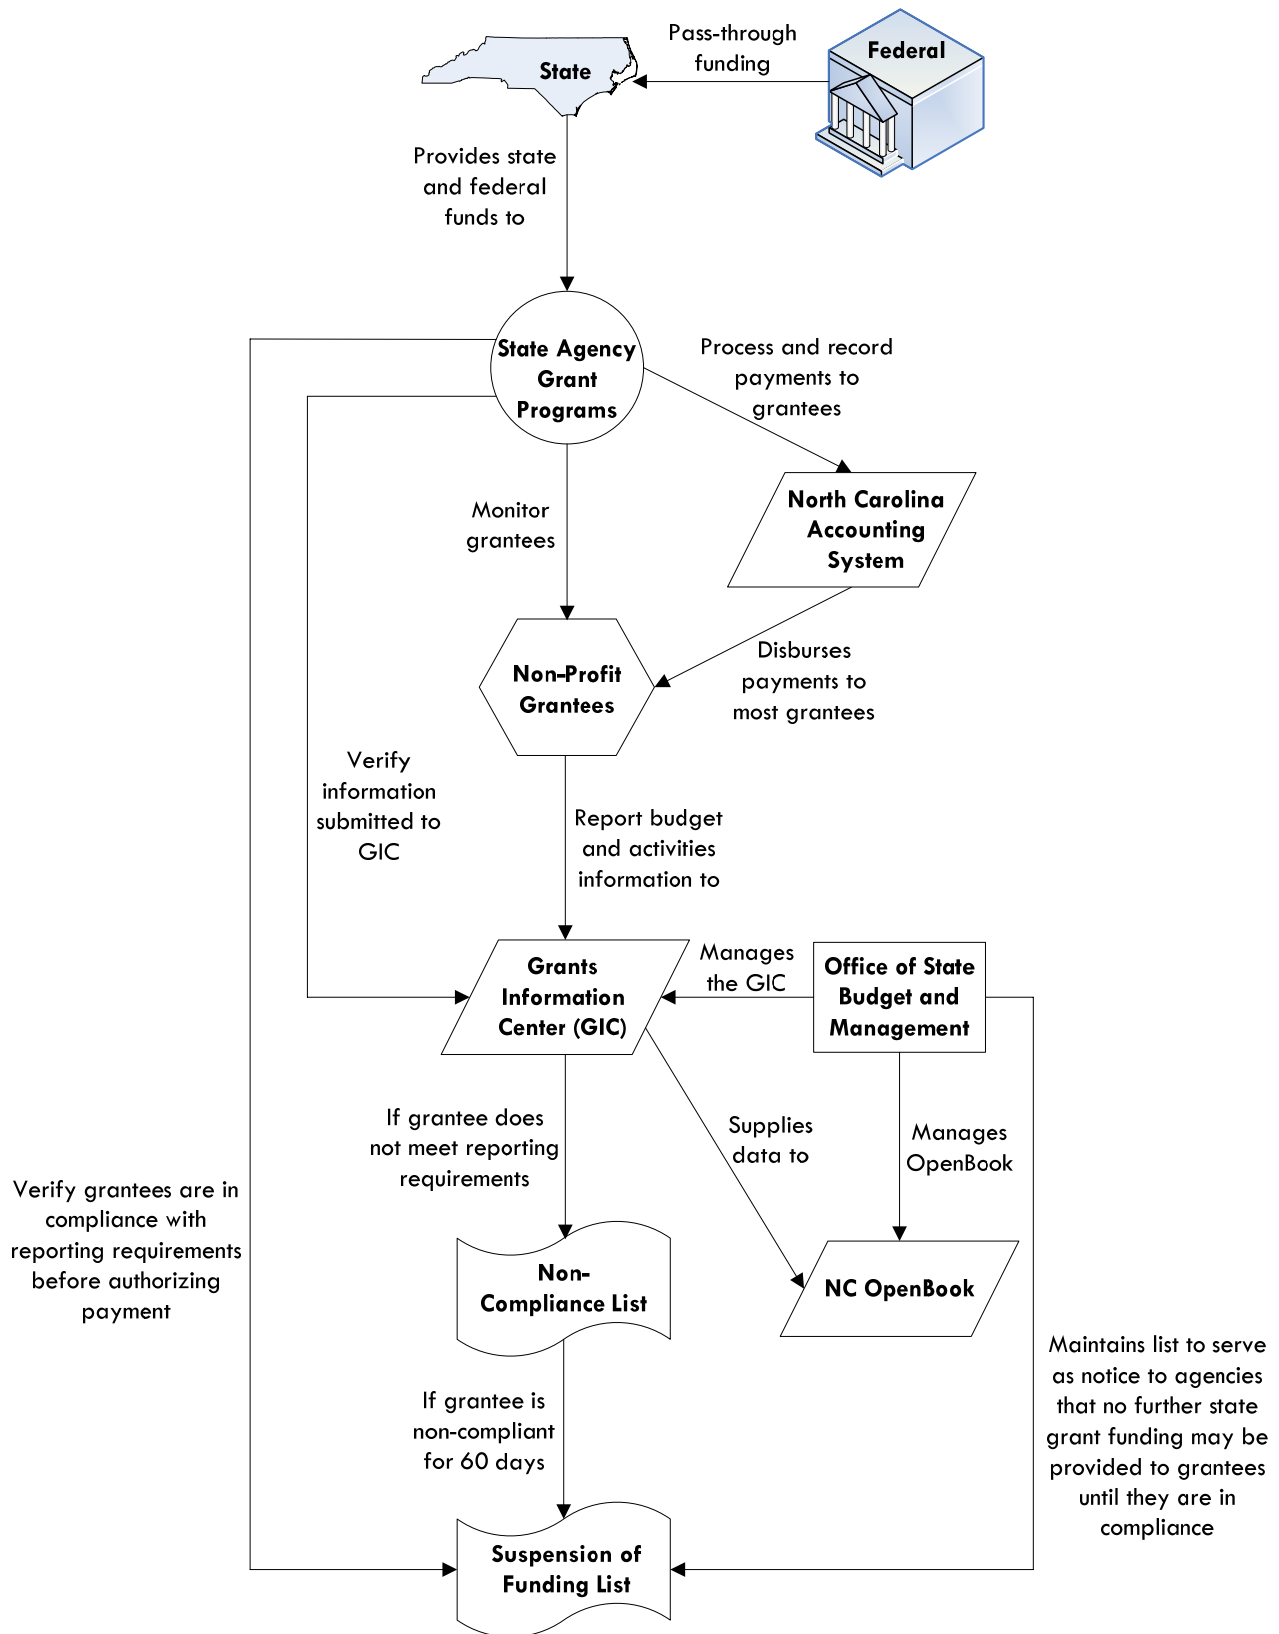 Pass-through
funding
Federal
State
Provides state
and federal
funds to
State Agency
Grant
Programs
Process and record
payments to
grantees
North Carolina
Accounting
System
Monitor
grantees
Non-Profit
Grantees
Disburses
payments to
most grantees
Verify
information
submitted to
GIC
Report budget
and activities
information to
Grants
Information
Center (GIC)
Manages
the GIC
Office of State
Budget and
Management
If grantee does
not meet reporting
requirements
Supplies
data to
Manages
OpenBook
Verify grantees are in
compliance with
reporting requirements
before authorizing
payment
Non-
Compliance List
NC OpenBook
If grantee is
non-compliant
for 60 days
Maintains list to serve
as notice to agencies
that no further state
grant funding may be
provided to grantees
until they are in
compliance
Suspension of
Funding List